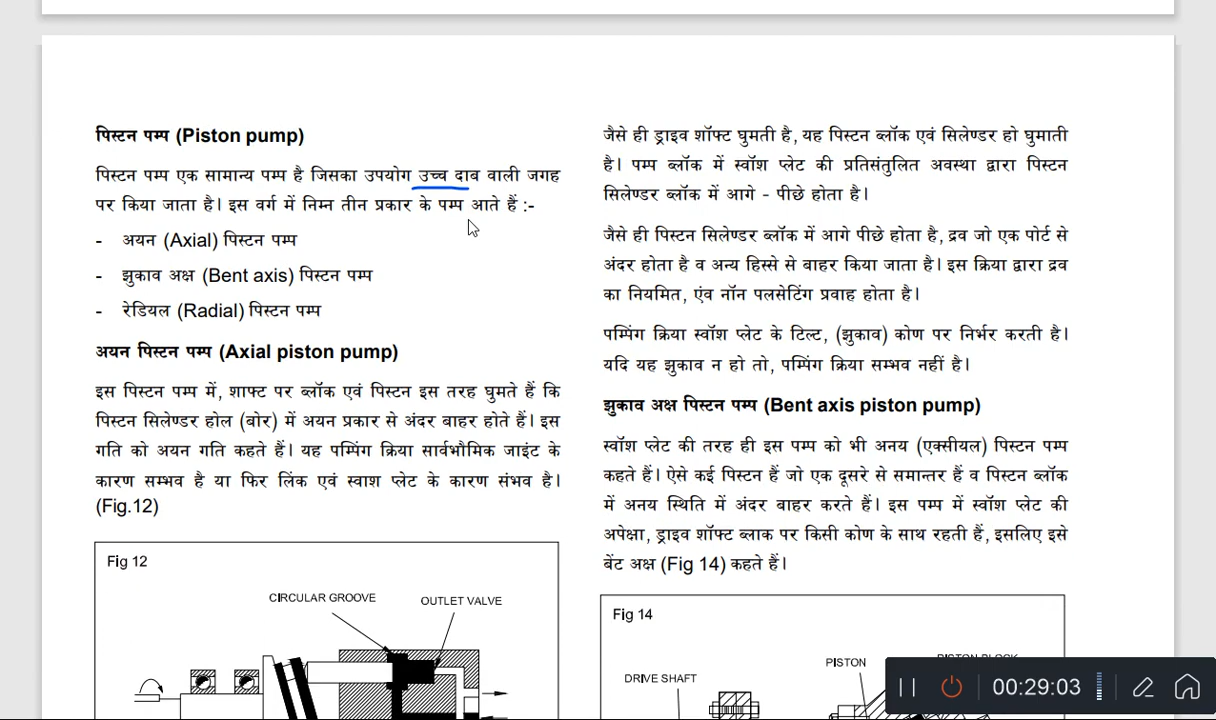 पिस्टन पम्प (Piston pump)
पिस्टन पम्प एक सामान्य पम्प है जिसका उपयोग उच्च दाब वाली जगह
पर किया जाता है। इस वर्ग में निम्न तीन प्रकार के पम्प आते हैं :-
- अयन (Axial) पिस्टन पम्प
- झुकाव अक्ष (Bent axis) पिस्टन पम्प
- रेडियल (Radial) पिस्टन पम्प
अयन पिस्टन पम्प (Axial piston pump)
इस पिस्टन पम्प में, शाफ्ट पर ब्लॉक एवं पिस्टन इस तरह घुमते हैं कि
पिस्टन सिलेण्डर होल (बोर) में अयन प्रकार से अंदर बाहर होते हैं। इस
गति को अयन गति कहते हैं। यह पम्पिंग क्रिया सार्वभौमिक जाइंट के
कारण सम्भव है या फिर लिंक एवं स्वाश प्लेट के कारण संभव है।
(Fig.12)
Fig 12
CIRCULAR GROOVE
OUTLET VALVE
जैसे ही ड्राइव शॉफ्ट घुमती है, यह पिस्टन ब्लॉक एवं सिलेण्डर हो घुमाती
है। पम्प ब्लॉक में स्वॉश प्लेट की प्रतिसंतुलित अवस्था द्वारा पिस्टन
सिलेण्डर ब्लॉक में आगे - पीछे होता है।
जैसे ही पिस्टन सिलेण्डर ब्लॉक में आगे पीछे होता है, द्रव जो एक पोर्ट से
अंदर होता है व अन्य हिस्से से बाहर किया जाता है। इस क्रिया द्वारा द्रव
का नियमित, एंव नॉन पलसेटिंग प्रवाह होता है।
पम्पिंग क्रिया स्वॉश प्लेट के टिल्ट, (झुकाव) कोण पर निर्भर करती है।
यदि यह झुकाव न हो तो, पम्पिंग क्रिया सम्भव नहीं है।
झुकाव अक्ष पिस्टन पम्प (Bent axis piston pump)
स्वॉश प्लेट की तरह ही इस पम्प को भी अनय (एक्सीयल) पिस्टन पम्प
कहते हैं। ऐसे कई पिस्टन हैं जो एक दूसरे से समान्तर हैं व पिस्टन ब्लॉक
में अनय स्थिति में अंदर बाहर करते हैं। इस पम्प में स्वॉश प्लेट की
अपेक्षा, ड्राइव शॉफ्ट ब्लाक पर किसी कोण के साथ रहती हैं, इसलिए इसे
बेंट अक्ष (Fig 14) कहते हैं।
Fig 14
PISTON
PISTON BLOCK
DRIVE SHAFT
00:29:03